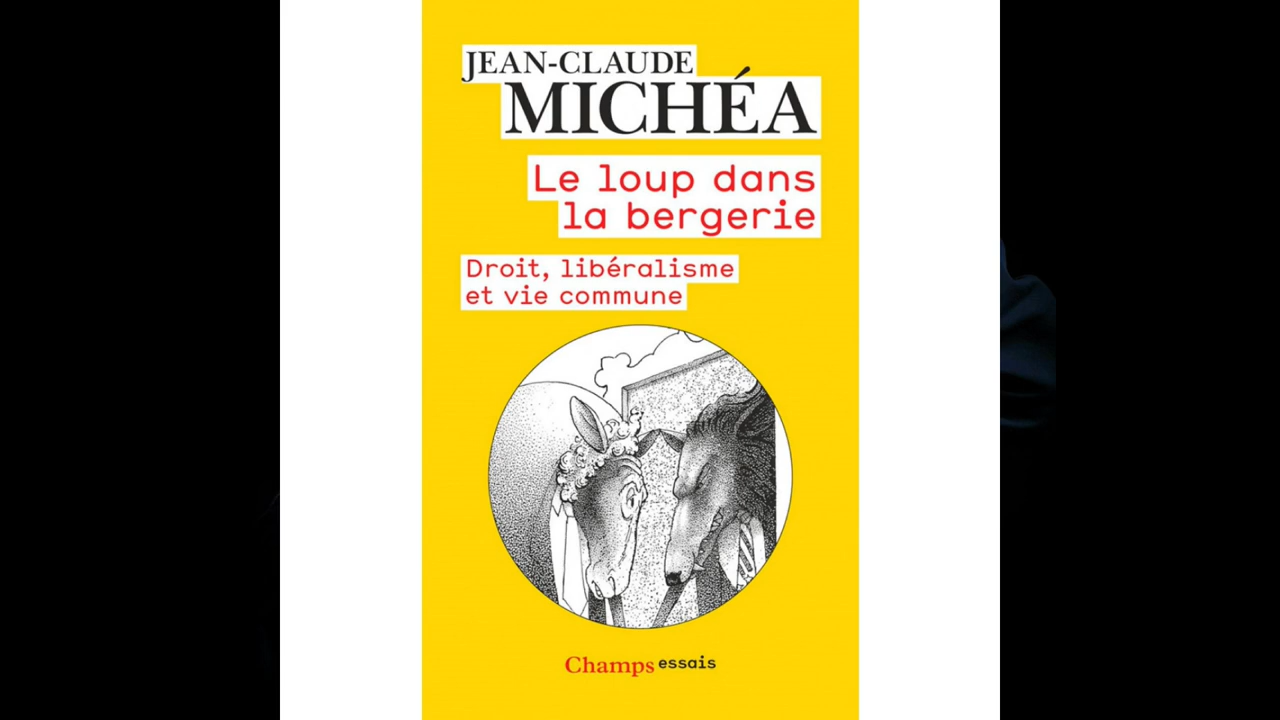 JEAN-CLAUDE
MICHÉA
Le loup dans
la bergerie
Droit, libéralisme
et vie commune
Champs essais